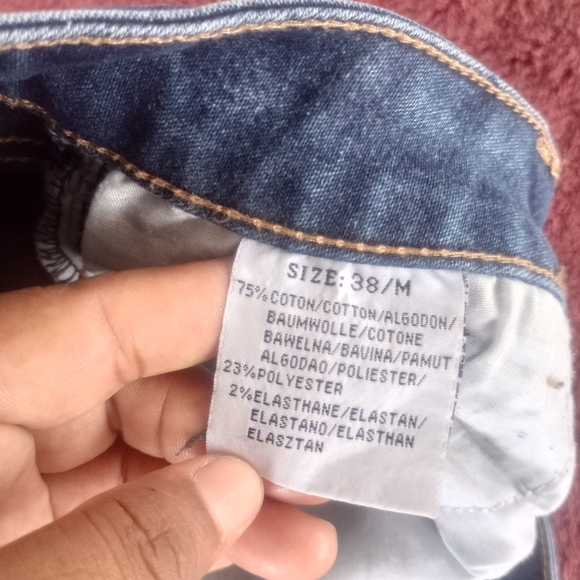 SIZE: 38/M
75%COTON/COTTON/ALGODON/
BAUMWOLLE/COTONE
BAWELNA/BAVINA/PAMUT
ALGODAO/POLIESTER/
23%POLYESTER
2%ELASTHANE/ELASTAN/
ELASTANO/ELASTHAN
ELASZTAN